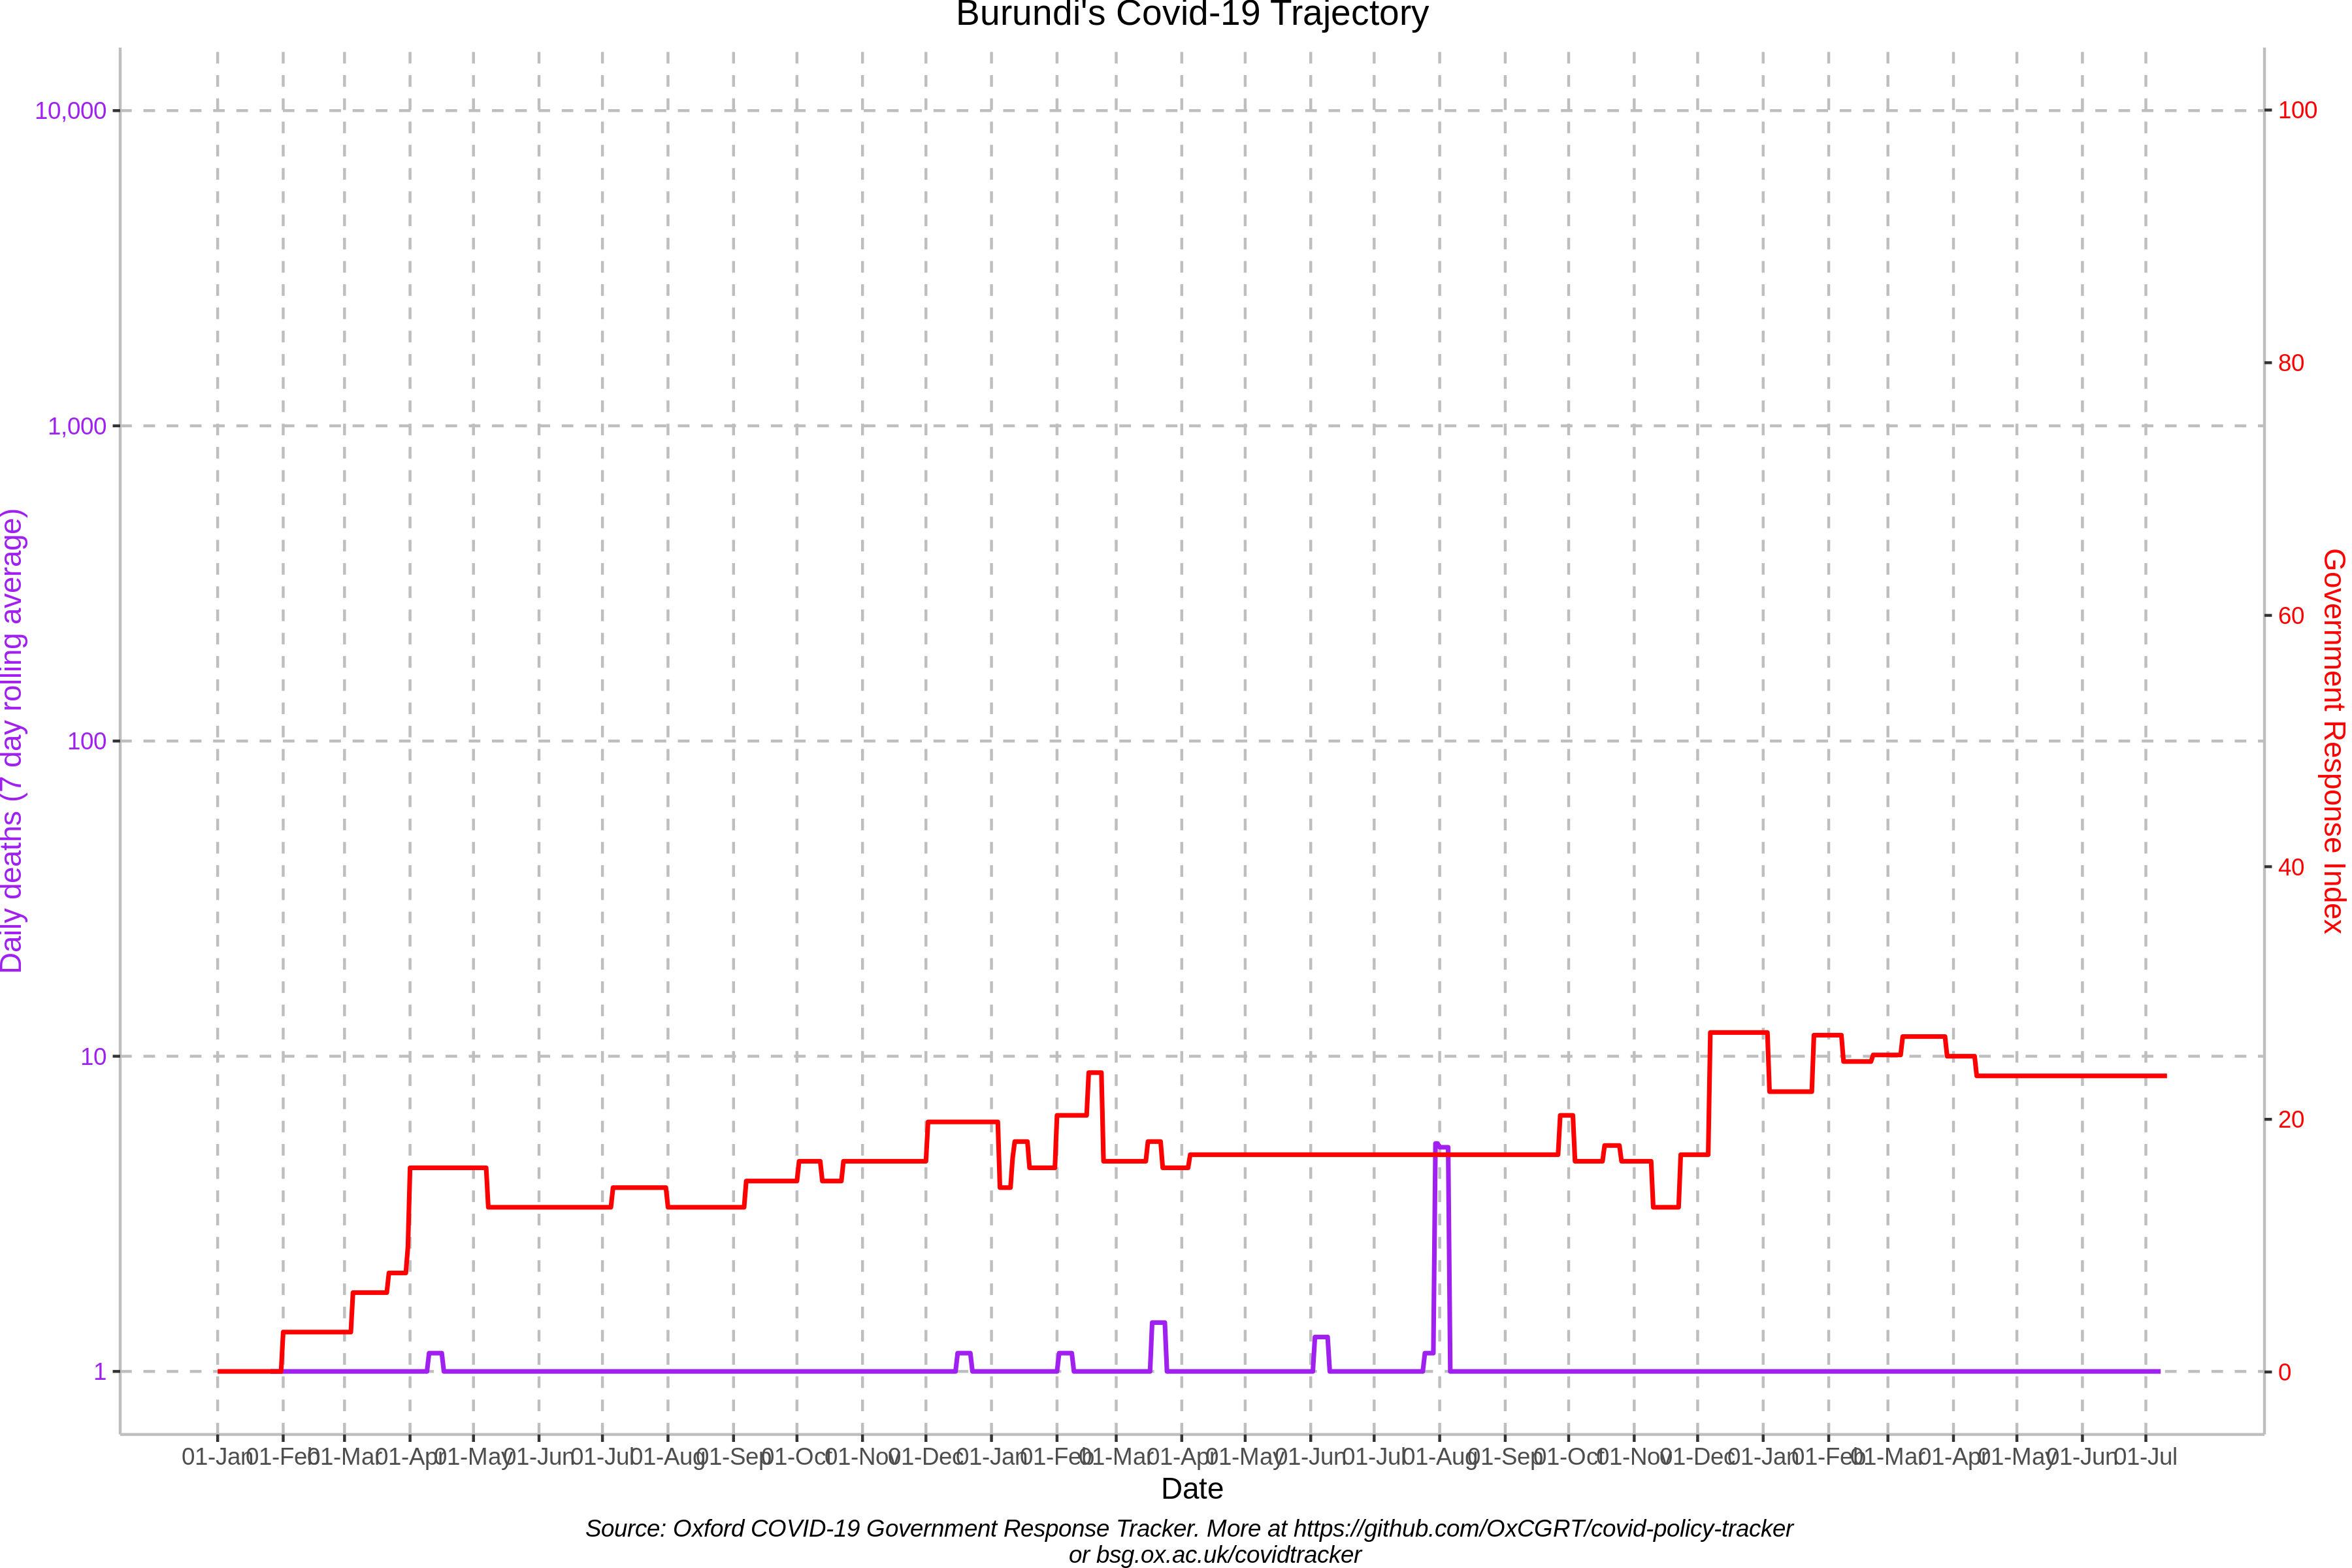 Burundi's Covid-19 Trajectory
10,000
1,000
100
10
1
Daily deaths (7 day rolling average)
100
80
60
40
20
0
Government Response Index
01-Jan 01-Feb 01-Mar 01-Apr 01-May 01-Jun 01-Jul 01-Aug 01-Sep 01-Oct 01-Nov 01-Dec 01-Jan 01-Feb 01-Mar 01-Apr 01-May 01-Jun 01-Jul 01-Aug 01-Sep 01-Oct 01-Nov 01-Dec 01-Jan 01-Feb 01-Mar 01-Apr 01-May 01-Jun 01-Jul
Date
Source: Oxford COVID-19 Government Response Tracker. More at https://github.com/OxCGRT/covid-policy-tracker
or bsg.ox.ac.uk/covidtracker